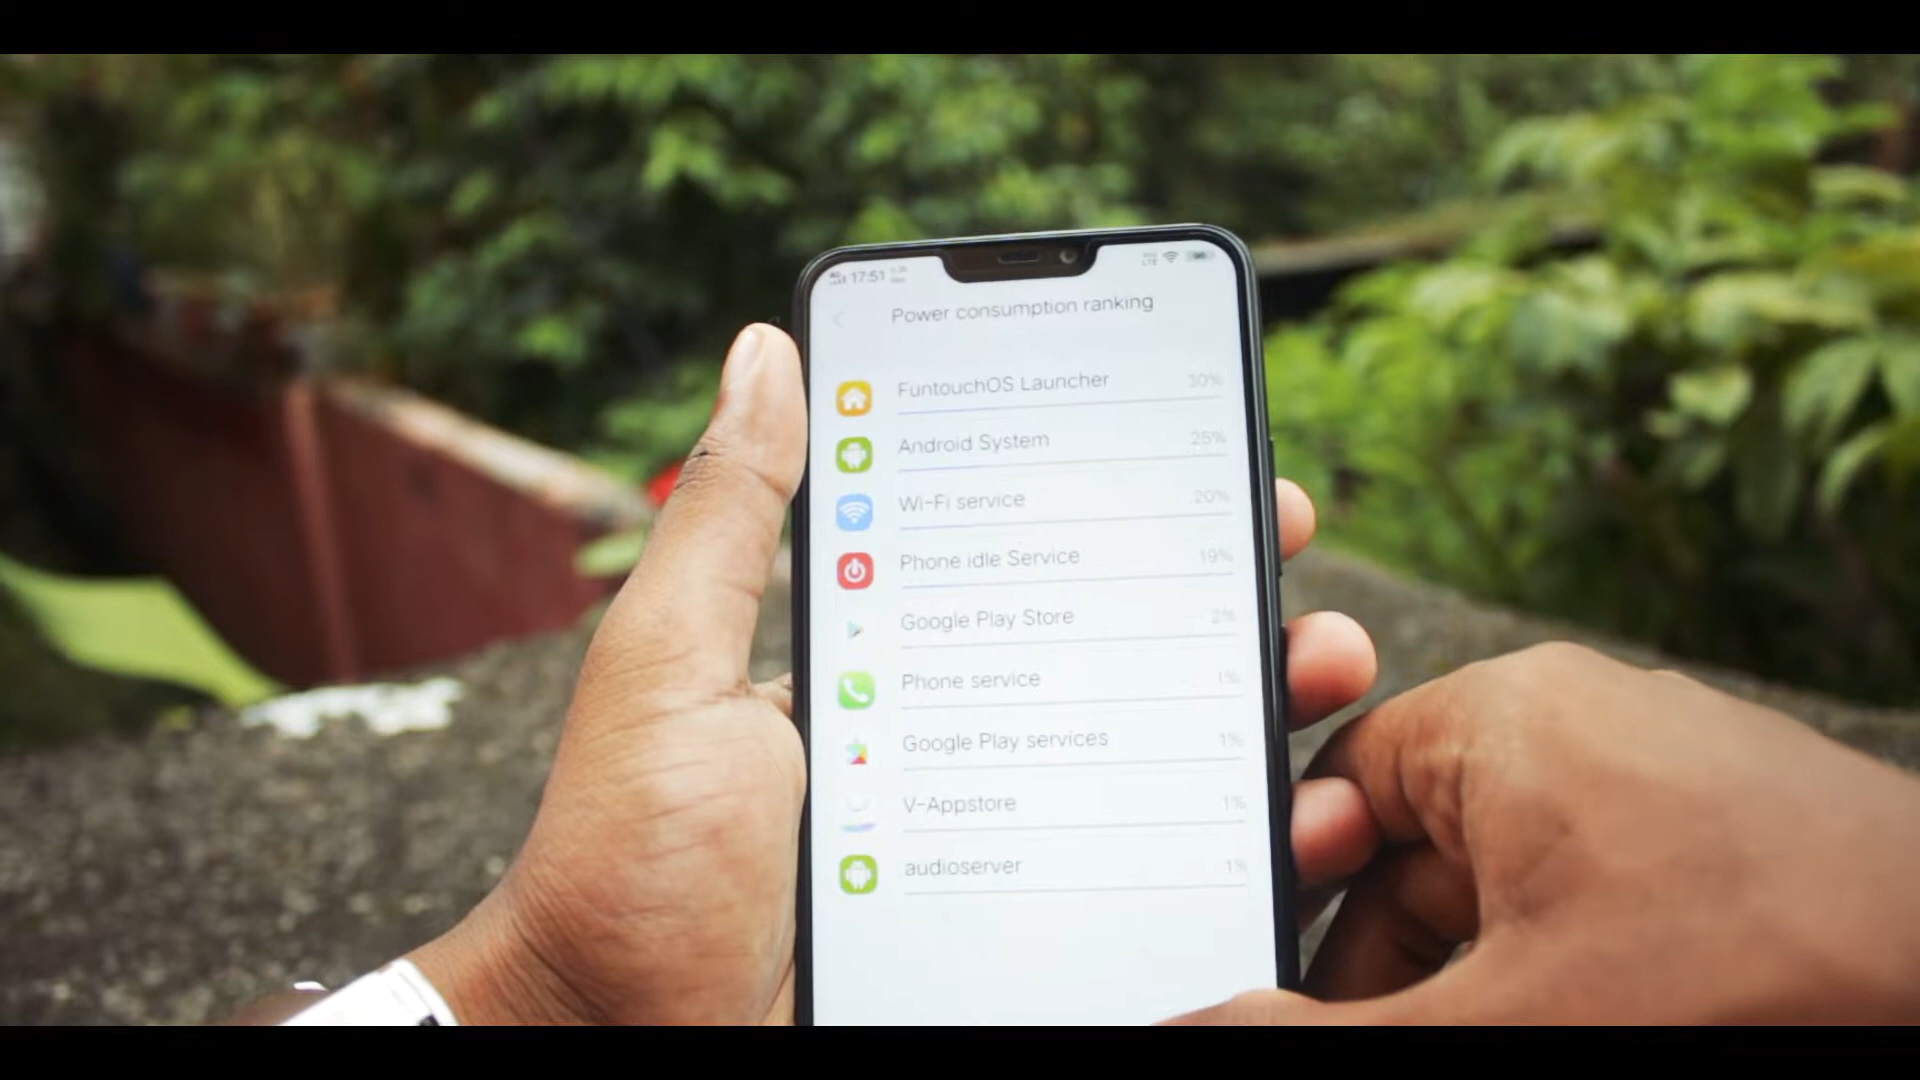 17:51
Power consumption ranking
FuntouchOS Launcher 30%
Android System 25%
Wi-Fi service 20%
Phone idle Service 19%
Google Play Store 2%
Phone service 1%
Google Play services 1%
V-Appstore 1%
audioserver 1%